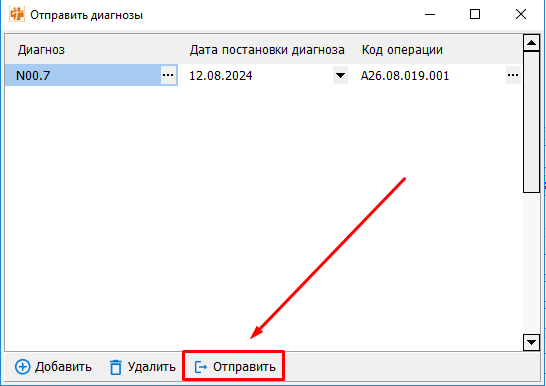 Отправить диагнозы
Диагноз Дата постановки диагноза Код операции
N00.7 ... 12.08.2024 A26.08.019.001 ...
Добавить Удалить Отправить